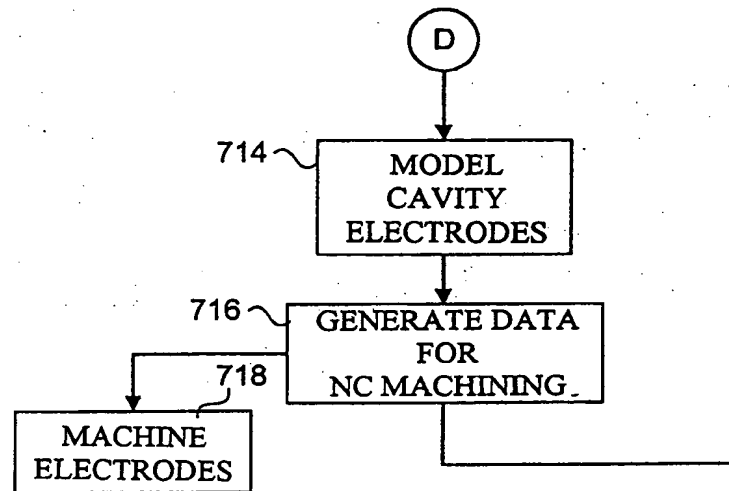 D
714
MODEL
CAVITY
ELECTRODES
716
GENERATE DATA
FOR
NC MACHINING
718
MACHINE
ELECTRODES